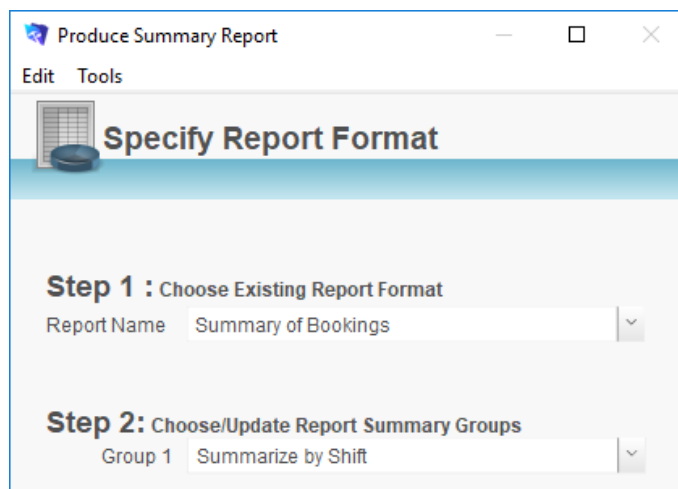 Produce Summary Report
Edit Tools
Specify Report Format
Step 1 : Choose Existing Report Format
Report Name Summary of Bookings
Step 2: Choose/Update Report Summary Groups
Group 1 Summarize by Shift